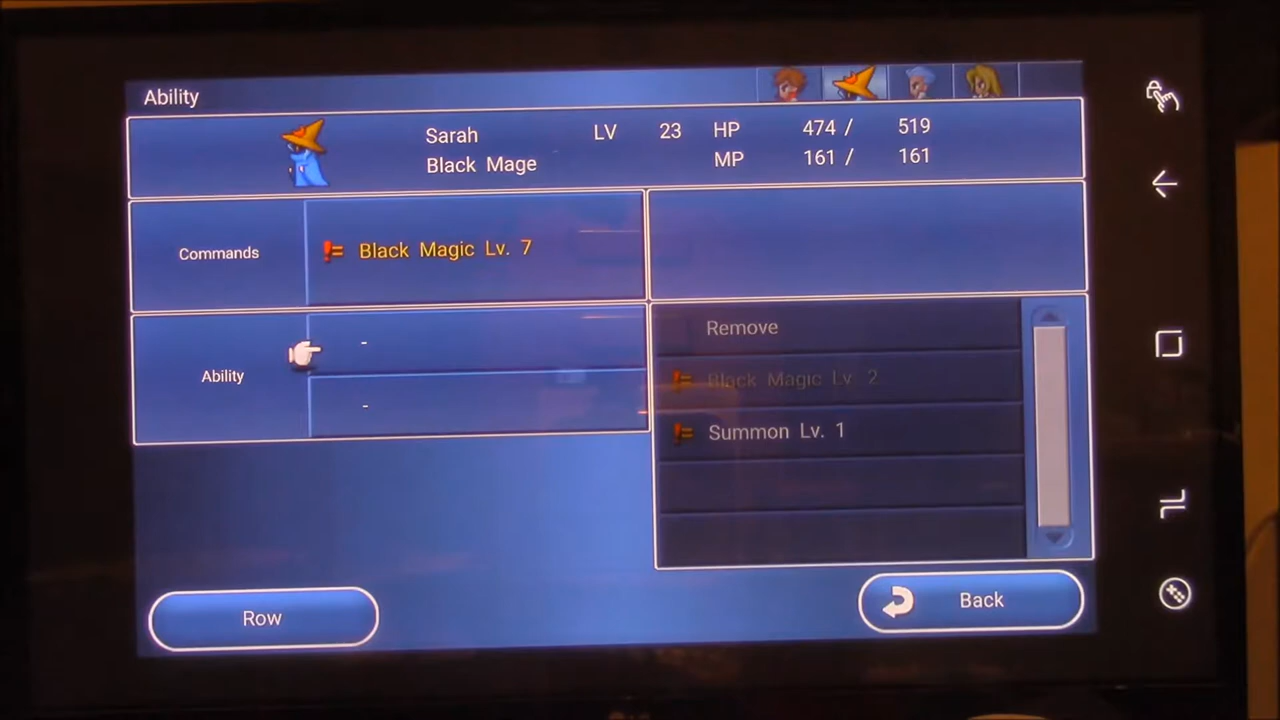 Ability
Sarah LV 23 HP 474 / 519
Black Mage MP 161 / 161
Commands Black Magic Lv. 7
Remove
Ability -
Black Magic Lv. 2
-
Summon Lv. 1
Row
Back